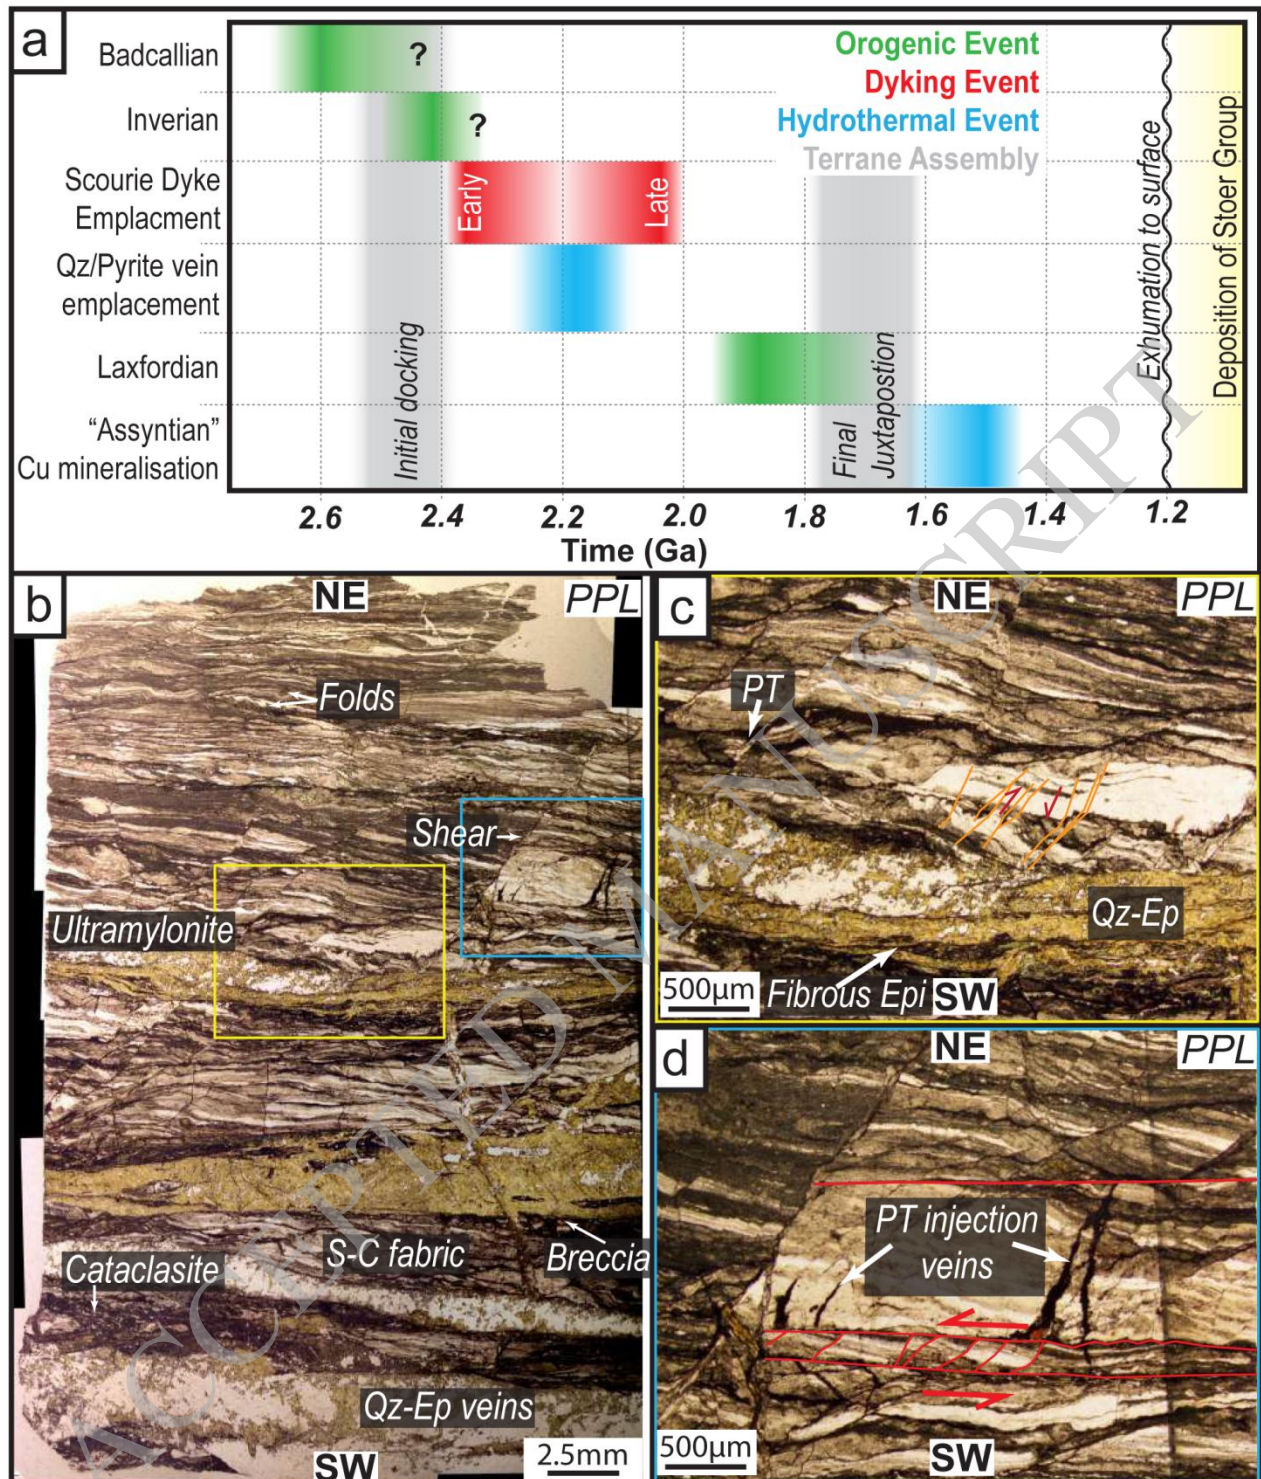 a
Badcallian
Inverian
Scourie Dyke
Emplacment
Qz/Pyrite vein
emplacement
Laxfordian
“Assyntian”
Cu mineralisation
?
?
Early
Late
Initial docking
Final
Juxtapostion
Orogenic Event
Dyking Event
Hydrothermal Event
Terrane Assembly
Exhumation to surface
Deposition of Stoer Group
2.6
2.4
2.2
2.0
1.8
1.6
1.4
1.2
Time (Ga)
b
NE
PPL
Folds
Shear
Ultramylonite
S-C fabric
Breccia
Cataclasite
Qz-Ep veins
SW
2.5mm
c
NE
PPL
PT
Qz-Ep
Fibrous Epi
SW
500µm
d
NE
PPL
PT injection
veins
SW
500µm
ACCEPTED MANUSCRIPT